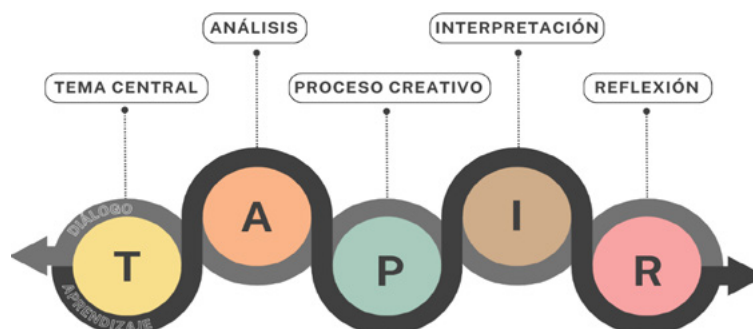 ANÁLISIS
INTERPRETACIÓN
TEMA CENTRAL
PROCESO CREATIVO
REFLEXIÓN
DIÁLOGO
T
A
P
I
R
APRENDIZAJE